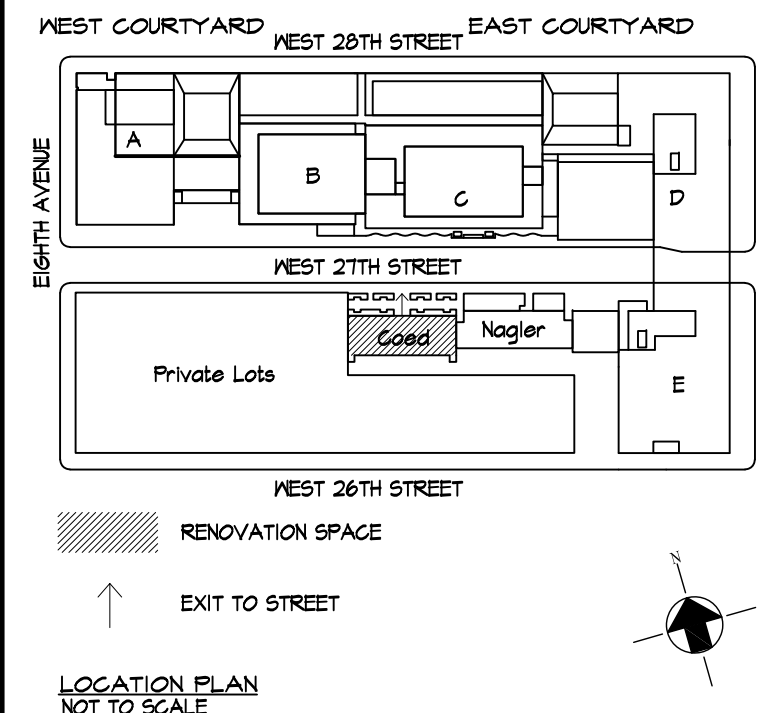 WEST COURTYARD
EAST COURTYARD
WEST 28TH STREET
EIGHTH AVENUE
A
B
C
D
WEST 27TH STREET
Coed
Nagler
Private Lots
E
WEST 26TH STREET
RENOVATION SPACE
EXIT TO STREET
N
LOCATION PLAN
NOT TO SCALE